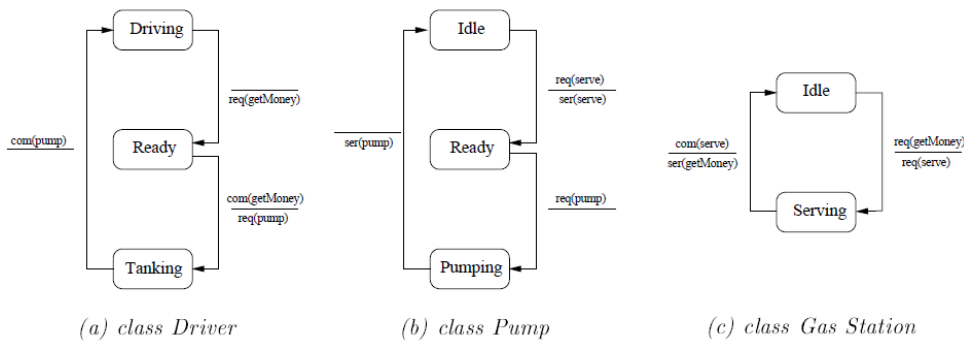 Driving
req(getMoney)
com(pump)
Ready
com(getMoney)
req(pump)
Tanking
(a) class Driver
Idle
req(serve)
ser(serve)
ser(pump)
Ready
req(pump)
Pumping
(b) class Pump
Idle
com(serve)
ser(getMoney)
req(getMoney)
req(serve)
Serving
(c) class Gas Station